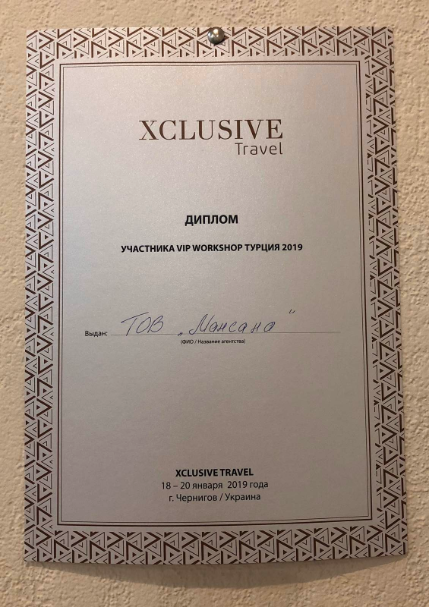 XCLUSIVE
Travel
ДИПЛОМ
УЧАСТНИКА VIP WORKSHOP ТУРЦИЯ 2019
Выдан: ТОВ „Мансана"
(ФИО / Название агентства)
XCLUSIVE TRAVEL
18 – 20 января 2019 года
г. Чернигов / Украина